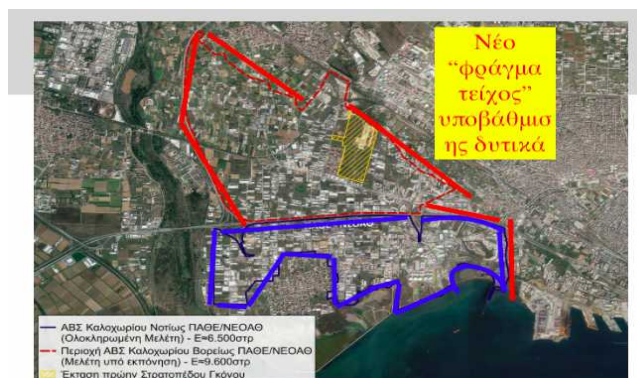 Νέο
“φράγμα
τείχος”
υποβάθμισ
ης δυτικά
ΑΒΣ Καλοχωρίου Νοτίως ΠΑΘΕ/ΝΕΟΑΘ
(Ολοκληρωμένη Μελέτη) - Ε=6.500στρ
Περιοχή ΑΒΣ Καλοχωρίου Βορείως ΠΑΘΕ/ΝΕΟΑΘ
(Μελέτη υπό εκπόνηση) - Ε=9.600στρ
Έκταση πρώην Στρατοπέδου Γκόνου